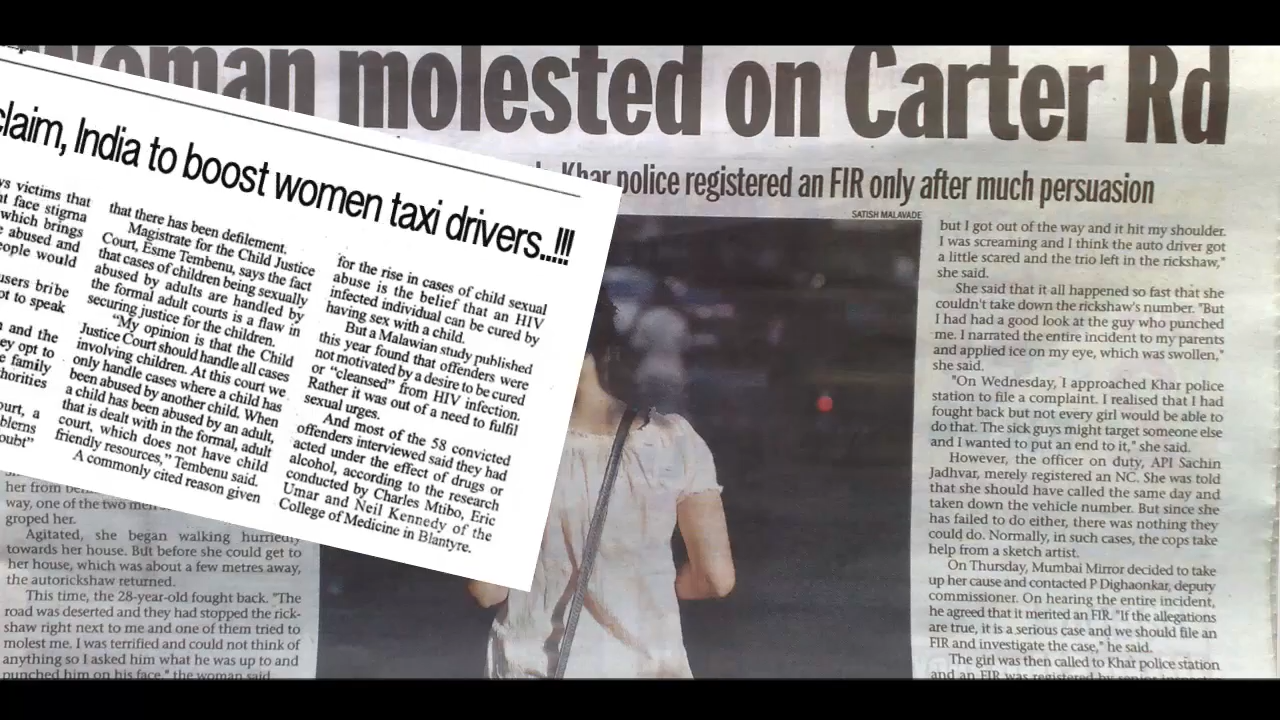 Woman molested on Carter Rd
Khar police registered an FIR only after much persuasion
SATISH MALAVADE
claim, India to boost women taxi drivers..!!!
victims that
face stigma
which brings
abused and
would
bribe
to speak
and the
opt to
family
that there has been defilement.
Magistrate for the Child Justice
Court, Esme Tembenu, says the fact
that cases of children being sexually
abused by adults are handled by
the formal adult courts is a flaw in
securing justice for the children.
"My opinion is that the Child
Justice Court should handle all cases
involving children. At this court we
only handle cases where a child has
been abused by another child. When
a child has been abused by an adult,
that is dealt with in the formal, adult
court, which does not have child
friendly resources," Tembenu said.
A commonly cited reason given
for the rise in cases of child sexual
abuse is the belief that an HIV
infected individual can be cured by
having sex with a child.
But a Malawian study published
this year found that offenders were
not motivated by a desire to be cured
or "cleansed" from HIV infection.
Rather it was out of a need to fulfil
sexual urges.
And most of the 58 convicted
offenders interviewed said they had
acted under the effect of drugs or
alcohol, according to the research
conducted by Charles Mtibo, Eric
Umar and Neil Kennedy of the
College of Medicine in Blantyre.
her from
way, one of the two men
groped her.
Agitated, she began walking hurriedly
towards her house. But before she could get to
her house, which was about a few metres away,
the autorickshaw returned.
This time, the 28-year-old fought back. "The
road was deserted and they had stopped the rick-
shaw right next to me and one of them tried to
molest me. I was terrified and could not think of
anything so I asked him what he was up to and
punched him on his face," the woman said
but I got out of the way and it hit my shoulder.
I was screaming and I think the auto driver got
a little scared and the trio left in the rickshaw,"
she said.
She said that it all happened so fast that she
couldn't take down the rickshaw's number. "But
I had had a good look at the guy who punched
me. I narrated the entire incident to my parents
and applied ice on my eye, which was swollen,"
she said.
"On Wednesday, I approached Khar police
station to file a complaint. I realised that I had
fought back but not every girl would be able to
do that. The sick guys might target someone else
and I wanted to put an end to it," she said.
However, the officer on duty, API Sachin
Jadhvar, merely registered an NC. She was told
that she should have called the same day and
taken down the vehicle number. But since she
has failed to do either, there was nothing they
could do. Normally, in such cases, the cops take
help from a sketch artist.
On Thursday, Mumbai Mirror decided to take
up her cause and contacted P Dighaonkar, deputy
commissioner. On hearing the entire incident,
he agreed that it merited an FIR. "If the allegations
are true, it is a serious case and we should file an
FIR and investigate the case," he said.
The girl was then called to Khar police station
and an FIR was registered by senior